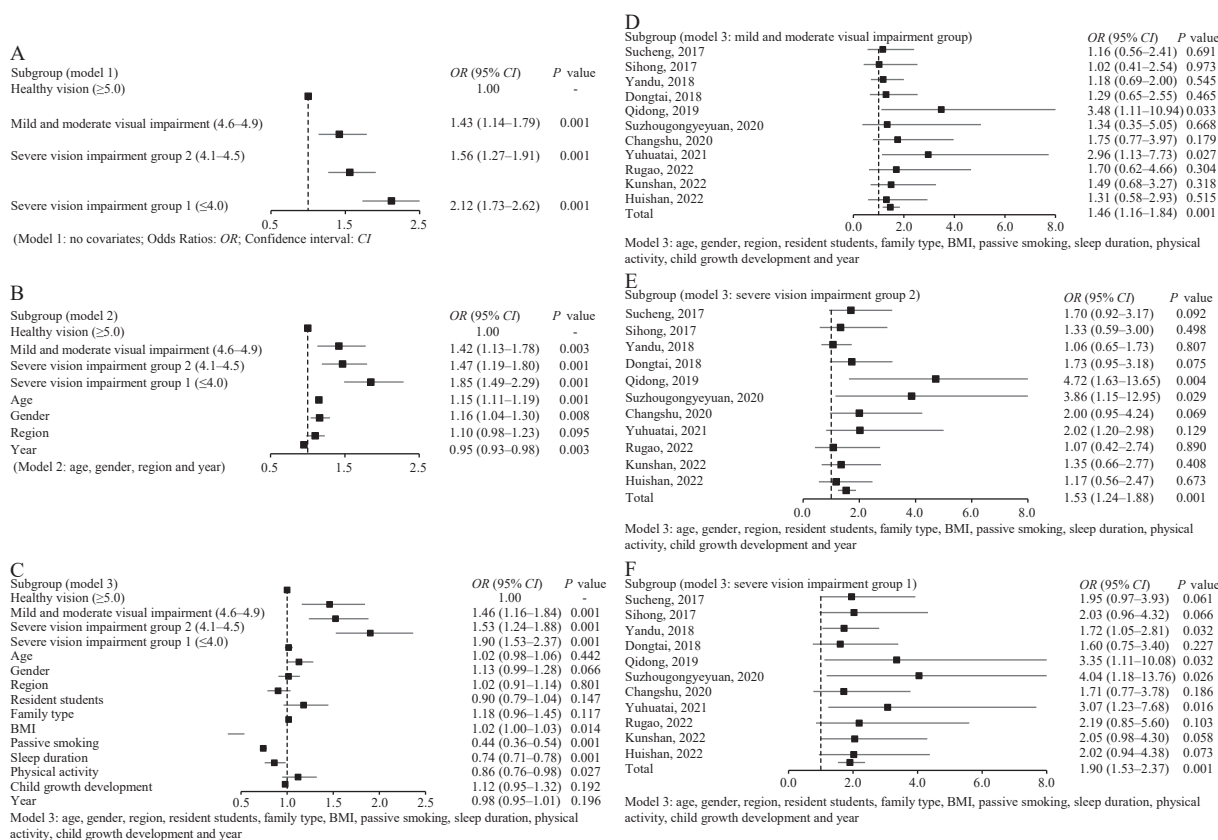 A
Subgroup (model 1) OR (95% CI) P value
Healthy vision (≥5.0) 1.00 -
Mild and moderate visual impairment (4.6–4.9) 1.43 (1.14–1.79) 0.001
Severe vision impairment group 2 (4.1–4.5) 1.56 (1.27–1.91) 0.001
Severe vision impairment group 1 (≤4.0) 2.12 (1.73–2.62) 0.001
0.5 1.5 2.5
(Model 1: no covariates; Odds Ratios: OR; Confidence interval: CI
B
Subgroup (model 2) OR (95% CI) P value
Healthy vision (≥5.0) 1.00 -
Mild and moderate visual impairment (4.6–4.9) 1.42 (1.13–1.78) 0.003
Severe vision impairment group 2 (4.1–4.5) 1.47 (1.19–1.80) 0.001
Severe vision impairment group 1 (≤4.0) 1.85 (1.49–2.29) 0.001
Age 1.15 (1.11–1.19) 0.001
Gender 1.16 (1.04–1.30) 0.008
Region 1.10 (0.98–1.23) 0.095
Year 0.95 (0.93–0.98) 0.003
(Model 2: age, gender, region and year)
0.5 1.5 2.5
C
Subgroup (model 3) OR (95% CI) P value
Healthy vision (≥5.0) 1.00 -
Mild and moderate visual impairment (4.6–4.9) 1.46 (1.16–1.84) 0.001
Severe vision impairment group 2 (4.1–4.5) 1.53 (1.24–1.88) 0.001
Severe vision impairment group 1 (≤4.0) 1.90 (1.53–2.37) 0.001
Age 1.02 (0.98–1.06) 0.442
Gender 1.13 (0.99–1.28) 0.066
Region 1.02 (0.91–1.14) 0.801
Resident students 0.90 (0.79–1.04) 0.147
Family type 1.18 (0.96–1.45) 0.117
BMI 1.02 (1.00–1.03) 0.014
Passive smoking 0.44 (0.36–0.54) 0.001
Sleep duration 0.74 (0.71–0.78) 0.001
Physical activity 0.86 (0.76–0.98) 0.027
Child growth development 1.12 (0.95–1.32) 0.192
Year 0.98 (0.95–1.01) 0.196
0.5 1.0 1.5 2.0 2.5
Model 3: age, gender, region, resident students, family type, BMI, passive smoking, sleep duration, physical
activity, child growth development and year
D
Subgroup (model 3: mild and moderate visual impairment group) OR (95% CI) P value
Sucheng, 2017 1.16 (0.56–2.41) 0.691
Sihong, 2017 1.02 (0.41–2.54) 0.973
Yandu, 2018 1.18 (0.69–2.00) 0.545
Dongtai, 2018 1.29 (0.65–2.55) 0.465
Qidong, 2019 3.48 (1.11–10.94) 0.033
Suzhougongyeyuan, 2020 1.34 (0.35–5.05) 0.668
Changshu, 2020 1.75 (0.77–3.97) 0.179
Yuhuatai, 2021 2.96 (1.13–7.73) 0.027
Rugao, 2022 1.70 (0.62–4.66) 0.304
Kunshan, 2022 1.49 (0.68–3.27) 0.318
Huishan, 2022 1.31 (0.58–2.93) 0.515
Total 1.46 (1.16–1.84) 0.001
0.0 2.0 4.0 6.0 8.0
Model 3: age, gender, region, resident students, family type, BMI, passive smoking, sleep duration, physical
activity, child growth development and year
E
Subgroup (model 3: severe vision impairment group 2) OR (95% CI) P value
Sucheng, 2017 1.70 (0.92–3.17) 0.092
Sihong, 2017 1.33 (0.59–3.00) 0.498
Yandu, 2018 1.06 (0.65–1.73) 0.807
Dongtai, 2018 1.73 (0.95–3.18) 0.075
Qidong, 2019 4.72 (1.63–13.65) 0.004
Suzhougongyeyuan, 2020 3.86 (1.15–12.95) 0.029
Changshu, 2020 2.00 (0.95–4.24) 0.069
Yuhuatai, 2021 2.02 (1.20–2.98) 0.129
Rugao, 2022 1.07 (0.42–2.74) 0.890
Kunshan, 2022 1.35 (0.66–2.77) 0.408
Huishan, 2022 1.17 (0.56–2.47) 0.673
Total 1.53 (1.24–1.88) 0.001
0.0 2.0 4.0 6.0 8.0
Model 3: age, gender, region, resident students, family type, BMI, passive smoking, sleep duration, physical
activity, child growth development and year
F
Subgroup (model 3: severe vision impairment group 1) OR (95% CI) P value
Sucheng, 2017 1.95 (0.97–3.93) 0.061
Sihong, 2017 2.03 (0.96–4.32) 0.066
Yandu, 2018 1.72 (1.05–2.81) 0.032
Dongtai, 2018 1.60 (0.75–3.40) 0.227
Qidong, 2019 3.35 (1.11–10.08) 0.032
Suzhougongyeyuan, 2020 4.04 (1.18–13.76) 0.026
Changshu, 2020 1.71 (0.77–3.78) 0.186
Yuhuatai, 2021 3.07 (1.23–7.68) 0.016
Rugao, 2022 2.19 (0.85–5.60) 0.103
Kunshan, 2022 2.05 (0.98–4.30) 0.058
Huishan, 2022 2.02 (0.94–4.38) 0.073
Total 1.90 (1.53–2.37) 0.001
0.0 2.0 4.0 6.0 8.0
Model 3: age, gender, region, resident students, family type, BMI, passive smoking, sleep duration, physical
activity, child growth development and year